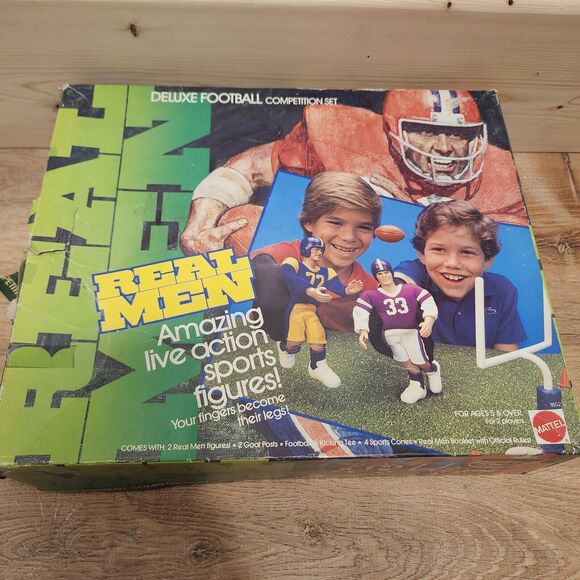 DELUXE FOOTBALL COMPETITION SET
REAL MEN
REAL
MEN
Amazing
live action
sports
figures!
Your fingers become
their legs!
72
33
1802
FOR AGES 5 & OVER.
For 2 players.
MATTEL
COMES WITH: 2 Real Men figures! • 2 Goal Posts • Football • Kicking Tee • 4 Sports Cones • Real Men Booklet with Official Rules!